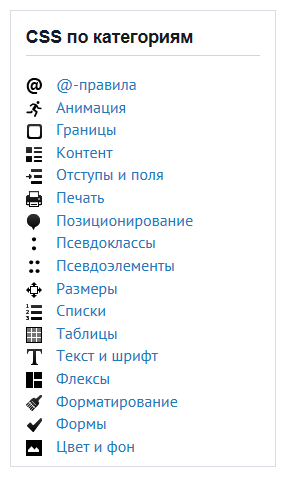 CSS по категориям
@-правила
Анимация
Границы
Контент
Отступы и поля
Печать
Позиционирование
Псевдоклассы
Псевдоэлементы
Размеры
Списки
Таблицы
Текст и шрифт
Флексы
Форматирование
Формы
Цвет и фон